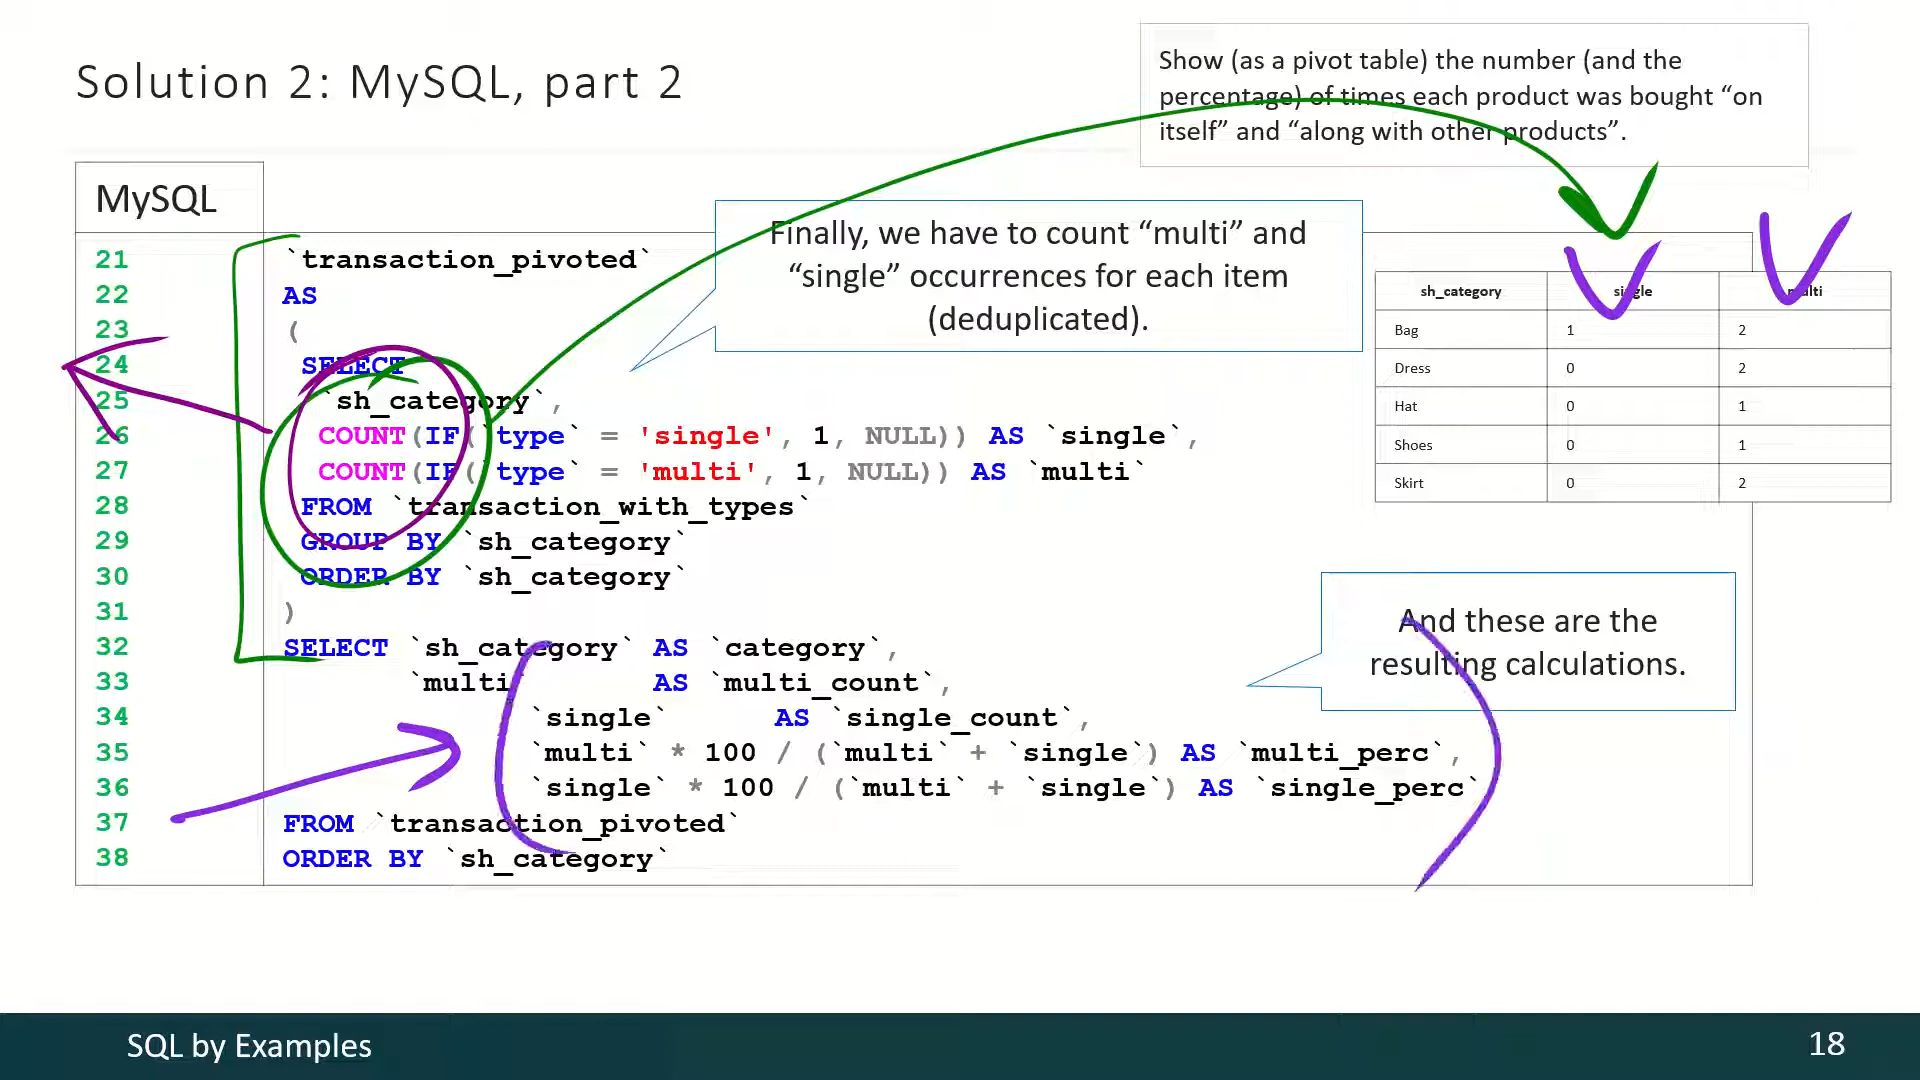 Solution 2: MySQL, part 2
Show (as a pivot table) the number (and the
percentage) of times each product was bought “on
itself” and “along with other products”.
MySQL
Finally, we have to count “multi” and
“single” occurrences for each item
(deduplicated).
21 `transaction_pivoted`
22 AS
23 (
24 SELECT
25 `sh_category`,
26 COUNT(IF(`type` = 'single', 1, NULL)) AS `single`,
27 COUNT(IF(`type` = 'multi', 1, NULL)) AS `multi`
28 FROM `transaction_with_types`
29 GROUP BY `sh_category`
30 ORDER BY `sh_category`
31 )
32 SELECT `sh_category` AS `category`,
33 `multi` AS `multi_count`,
34 `single` AS `single_count`,
35 `multi` * 100 / (`multi` + `single`) AS `multi_perc`,
36 `single` * 100 / (`multi` + `single`) AS `single_perc`
37 FROM `transaction_pivoted`
38 ORDER BY `sh_category`
sh_category single multi
Bag 1 2
Dress 0 2
Hat 0 1
Shoes 0 1
Skirt 0 2
And these are the
resulting calculations.
SQL by Examples
18